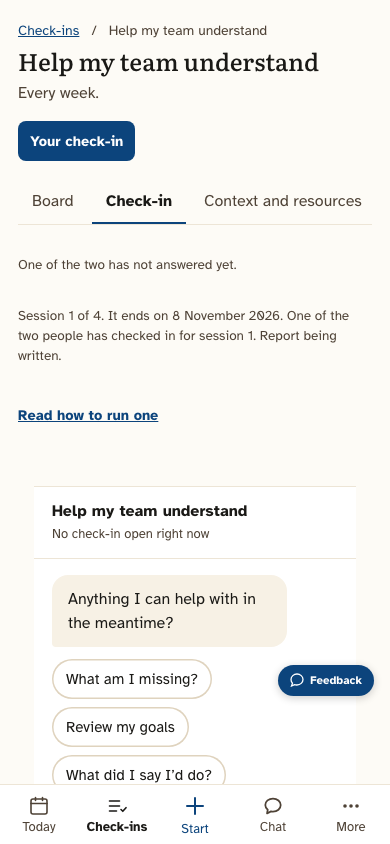 Check-ins / Help my team understand
Help my team understand
Every week.
Your check-in
Board Check-in Context and resources
One of the two has not answered yet.
Session 1 of 4. It ends on 8 November 2026. One of the
two people has checked in for session 1. Report being
written.
Read how to run one
Help my team understand
No check-in open right now
Anything I can help with in
the meantime?
What am I missing?
Feedback
Review my goals
What did I say I'd do?
Today Check-ins Start Chat More